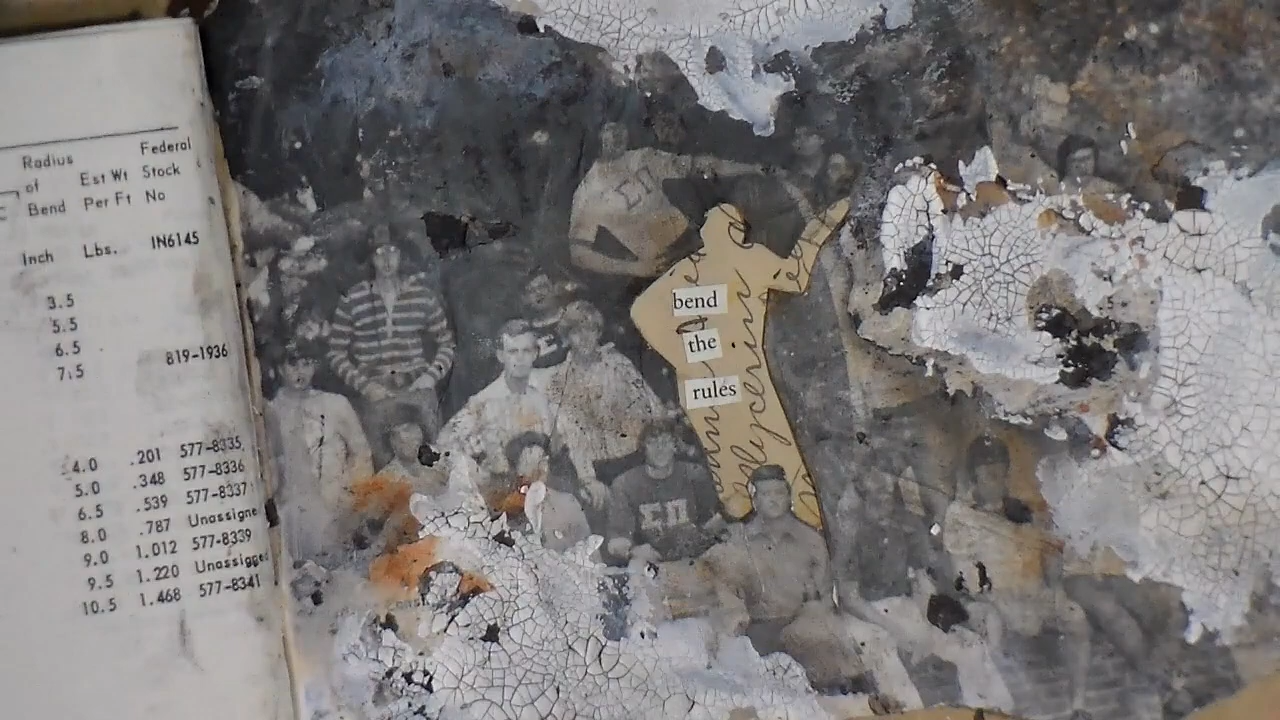 Radius Federal
of Est Wt Stock
Bend Per Ft No
Inch Lbs. IN6145
3.5
5.5
6.5 819-1936
7.5
4.0 .201 577-8335
5.0 .348 577-8336
6.5 .539 577-8337
8.0 .787 Unassigne
9.0 1.012 577-8339
9.5 1.220 Unassigned
10.5 1.468 577-8341
ΣΠ
bend
the
rules
ΣΠ